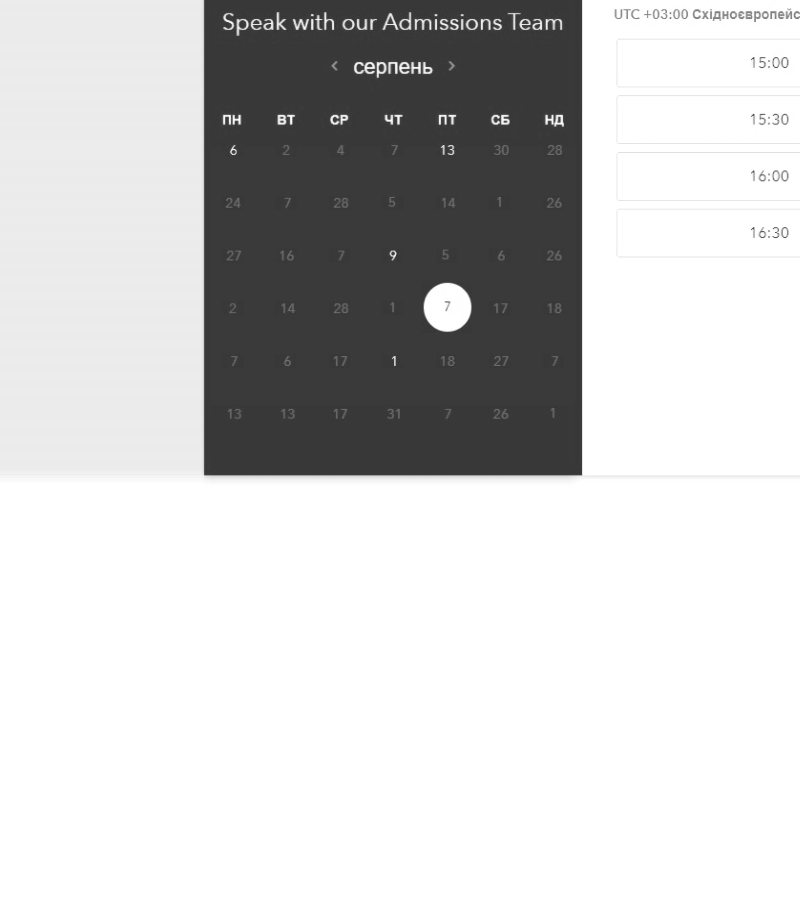 Speak with our Admissions Team
UTC +03:00 Східноєвропейс
< серпень >
ПН ВТ СР ЧТ ПТ СБ НД
6 2 4 7 13 30 28
24 7 28 5 14 1 26
27 16 7 9 5 6 26
2 14 28 1 7 17 18
7 6 17 1 18 27 7
13 13 17 31 7 26 1
15:00
15:30
16:00
16:30